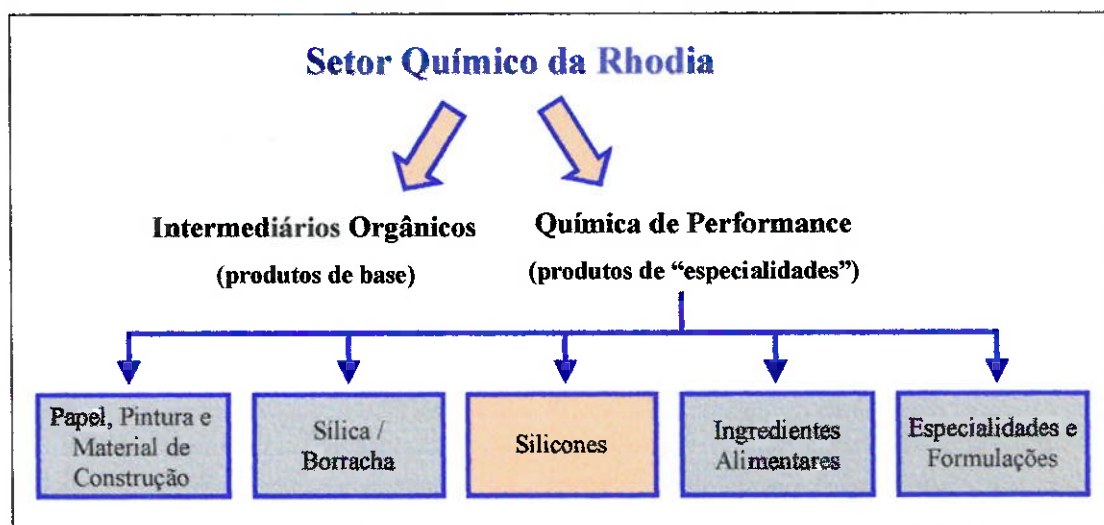 Setor Químico da Rhodia
Intermediários Orgânicos
(produtos de base)
Química de Performance
(produtos de “especialidades”)
Papel, Pintura e
Material de
Construção
Sílica /
Borracha
Silicones
Ingredientes
Alimentares
Especialidades e
Formulações